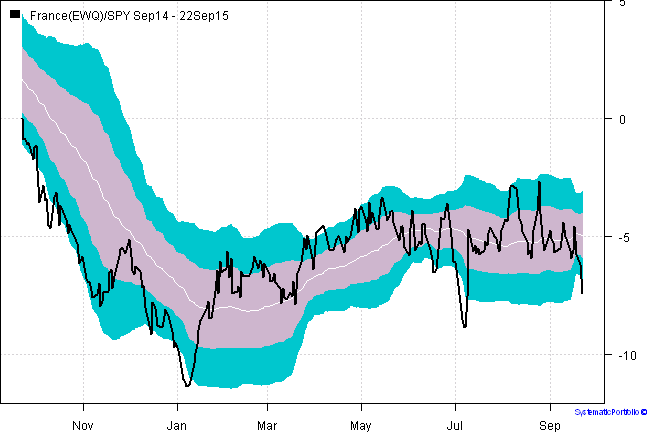 France(EWQ)/SPY Sep14 - 22Sep15
5
0
-5
-10
Nov Jan Mar May Jul Sep
SystematicPortfolio ©